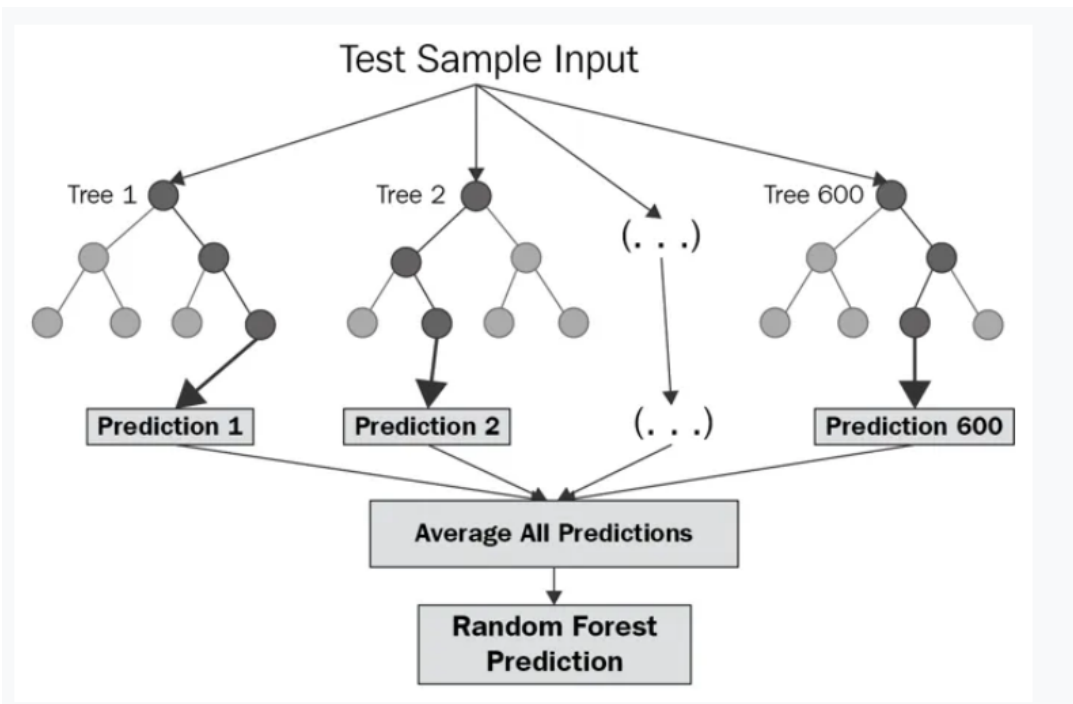 Test Sample Input
Tree 1
Tree 2
Tree 600
(. . .)
Prediction 1
Prediction 2
(. . .)
Prediction 600
Average All Predictions
Random Forest
Prediction